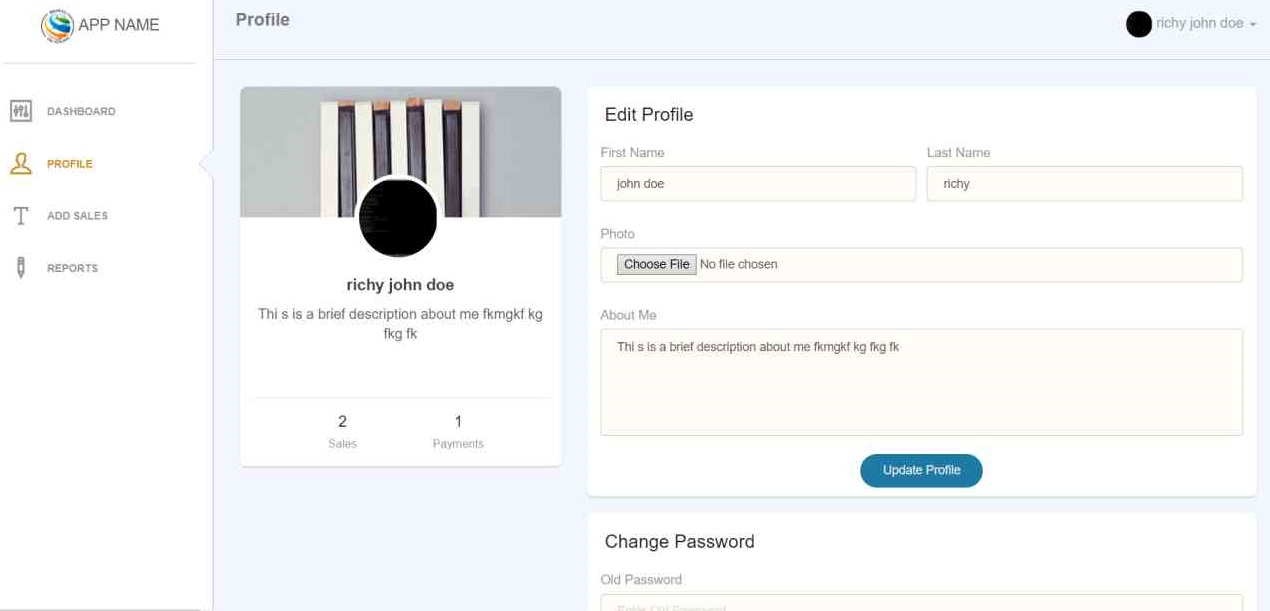 APP NAME
Profile
richy john doe
DASHBOARD
PROFILE
ADD SALES
REPORTS
richy john doe
Thi s is a brief description about me fkmgkf kg
fkg fk
2
1
Sales
Payments
Edit Profile
First Name
Last Name
john doe
richy
Photo
Choose File No file chosen
About Me
Thi s is a brief description about me fkmgkf kg fkg fk
Update Profile
Change Password
Old Password
Enter Old Password